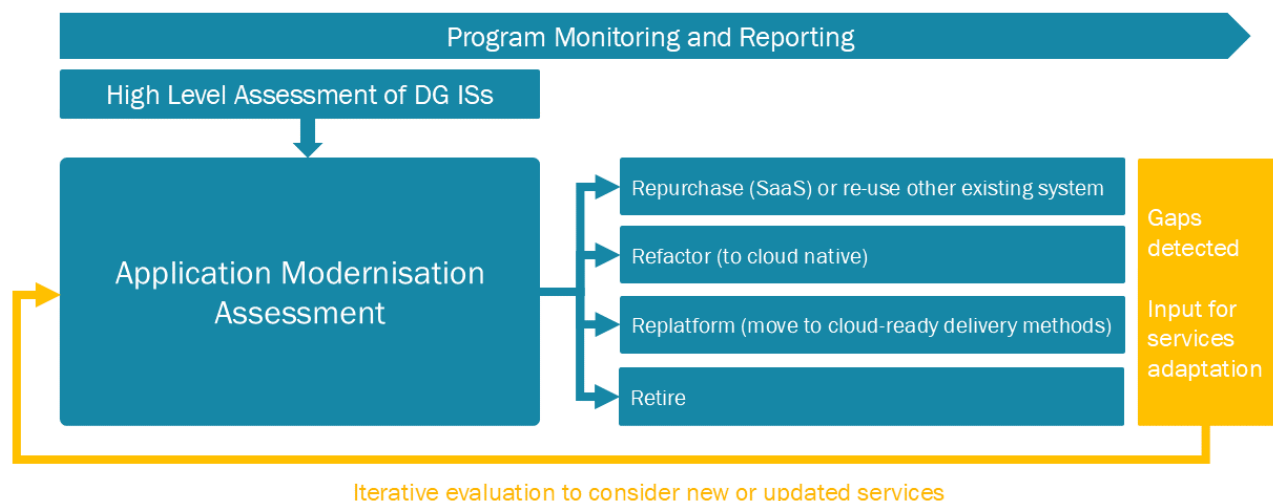 Program Monitoring and Reporting
High Level Assessment of DG ISs
Application Modernisation
Assessment
Repurchase (SaaS) or re-use other existing system
Refactor (to cloud native)
Replatform (move to cloud-ready delivery methods)
Retire
Gaps
detected
Input for
services
adaptation
Iterative evaluation to consider new or updated services